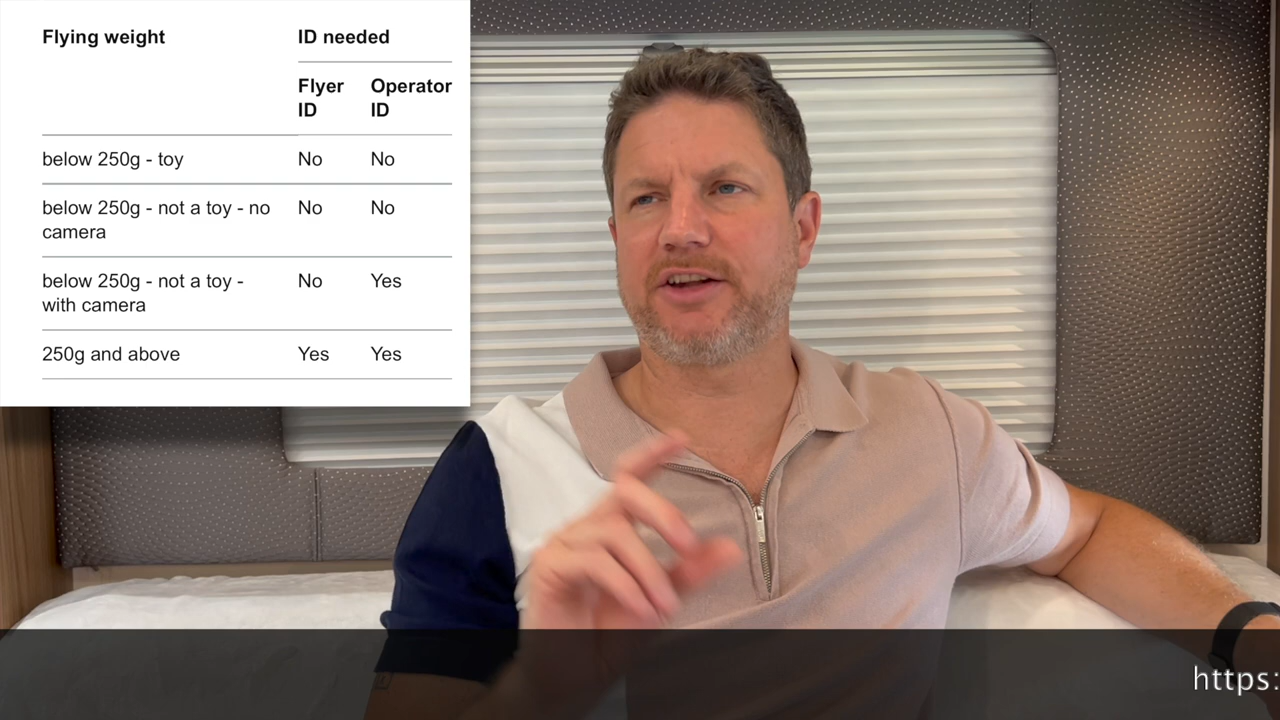 Flying weight ID needed
Flyer ID Operator ID
below 250g - toy No No
below 250g - not a toy - no camera No No
below 250g - not a toy - with camera No Yes
250g and above Yes Yes
https: